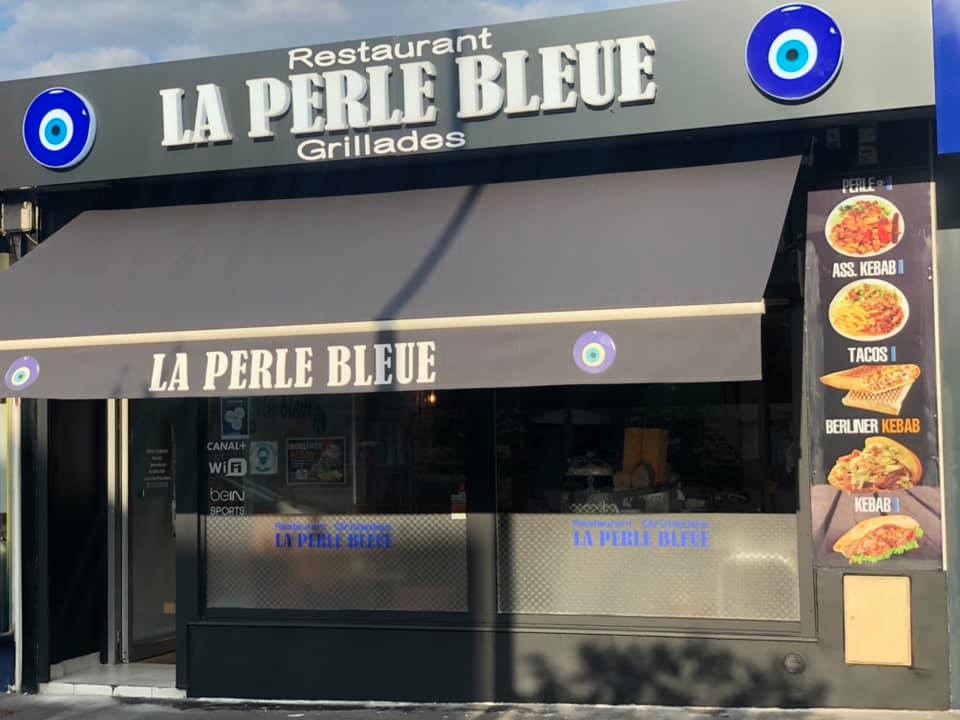 Restaurant
LA PERLE BLEUE
Grillades
LA PERLE BLEUE
CANAL+
WiFi
beIN
SPORTS
BERLINER
Restaurant Grillades
LA PERLE BLEUE
Restaurant Grillades
LA PERLE BLEUE
PERLE
ASS. KEBAB
TACOS
BERLINER KEBAB
KEBAB